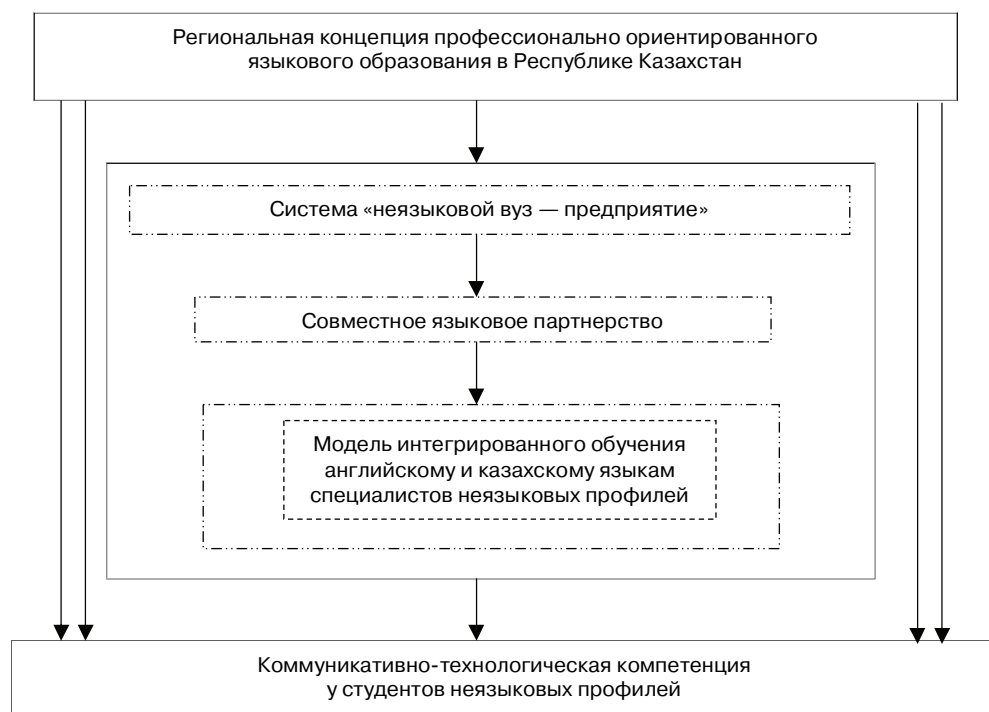 Региональная концепция профессионально ориентированного
языкового образования в Республике Казахстан
Система «неязыковой вуз — предприятие»
Совместное языковое партнерство
Модель интегрированного обучения
английскому и казахскому языкам
специалистов неязыковых профилей
Коммуникативно-технологическая компетенция
у студентов неязыковых профилей